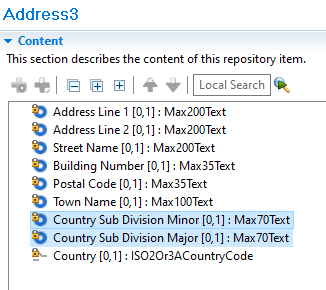 Address3
Content
This section describes the content of this repository item.
Local Search
Address Line 1 [0,1] : Max200Text
Address Line 2 [0,1] : Max200Text
Street Name [0,1] : Max200Text
Building Number [0,1] : Max35Text
Postal Code [0,1] : Max35Text
Town Name [0,1] : Max100Text
Country Sub Division Minor [0,1] : Max70Text
Country Sub Division Major [0,1] : Max70Text
Country [0,1] : ISO2Or3ACountryCode